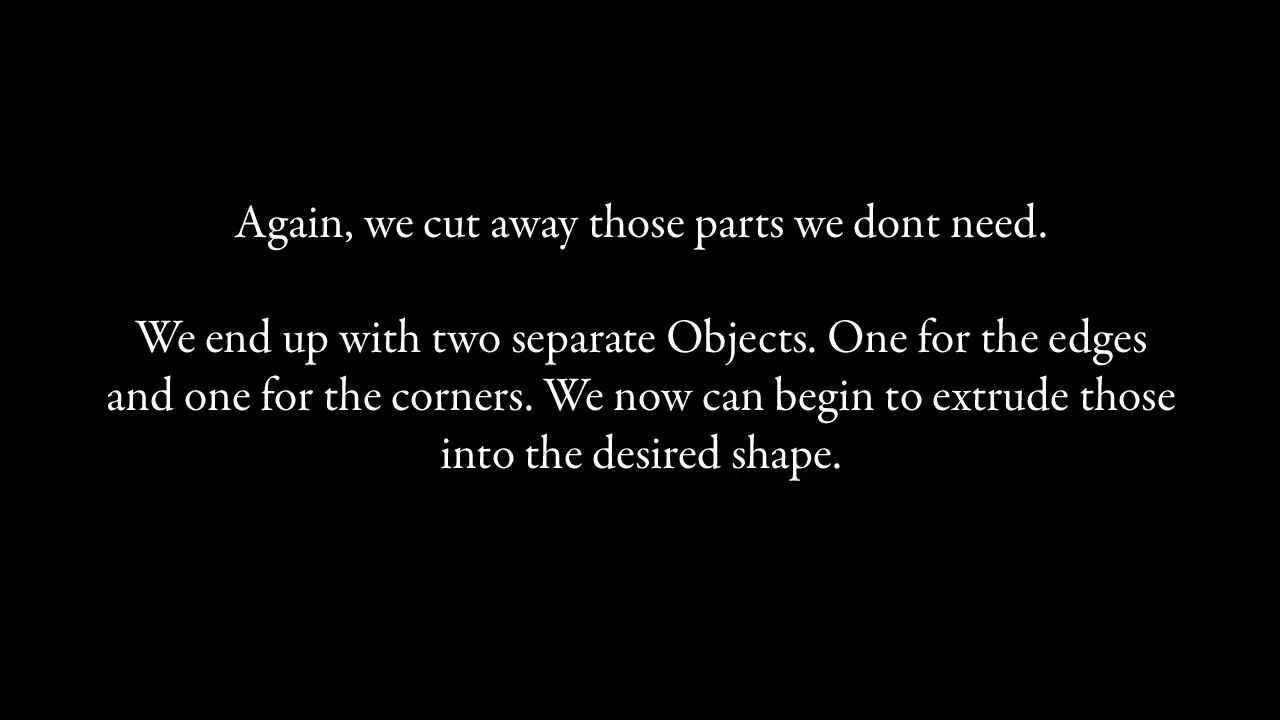 Again, we cut away those parts we dont need.
We end up with two separate Objects. One for the edges
and one for the corners. We now can begin to extrude those
into the desired shape.